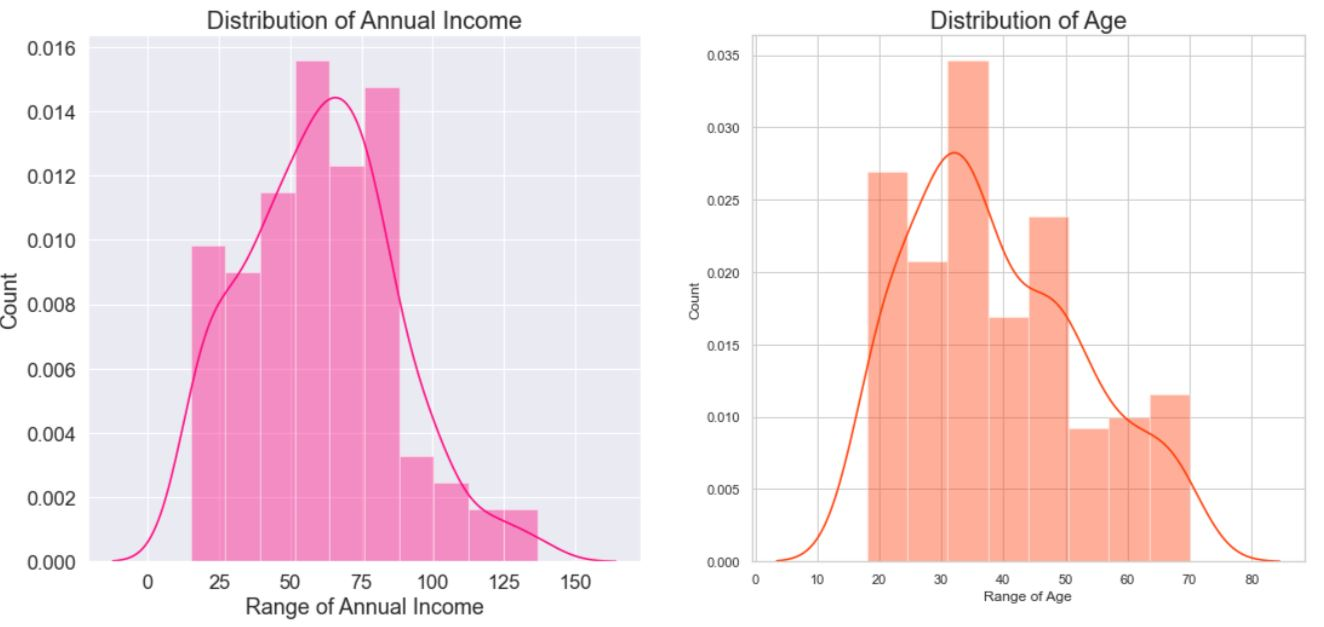 Distribution of Annual Income
0.016
0.014
0.012
0.010
0.008
0.006
0.004
0.002
0.000
Count
0 25 50 75 100 125 150
Range of Annual Income
Distribution of Age
0.035
0.030
0.025
0.020
0.015
0.010
0.005
0.000
Count
0 10 20 30 40 50 60 70 80
Range of Age